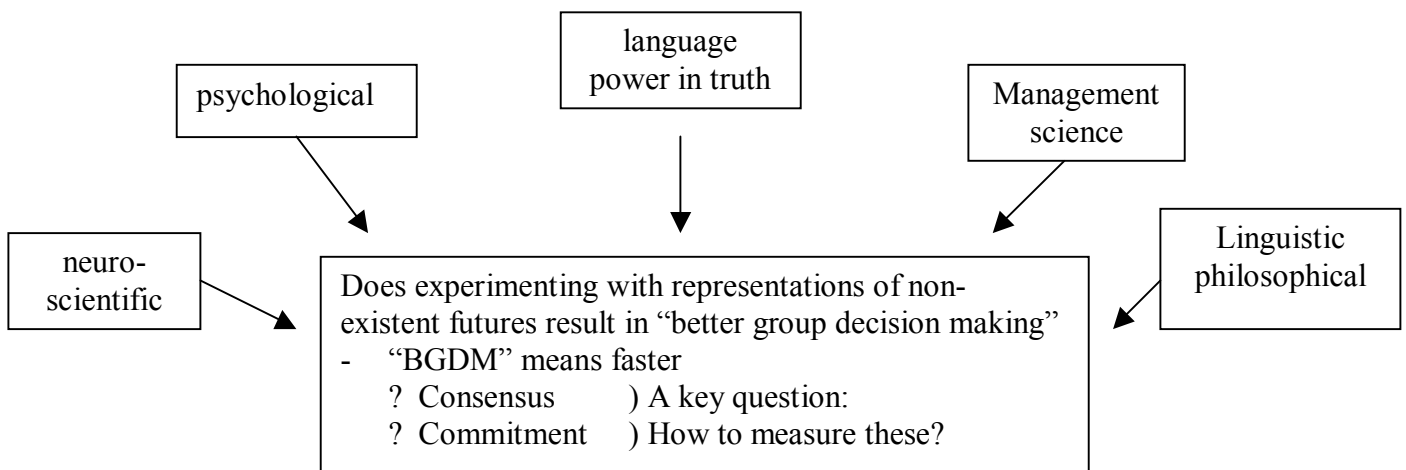 language
power in truth
psychological
Management
science
neuro-
scientific
Linguistic
philosophical
Does experimenting with representations of non-
existent futures result in “better group decision making”
- “BGDM” means faster
? Consensus ) A key question:
? Commitment ) How to measure these?